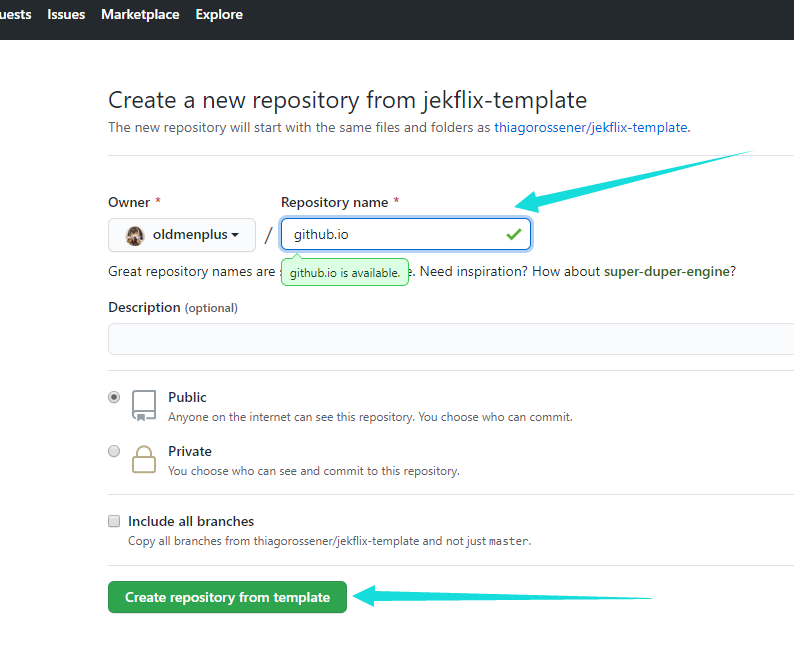 uests Issues Marketplace Explore
Create a new repository from jekflix-template
The new repository will start with the same files and folders as thiagorossener/jekflix-template.
Owner * Repository name *
oldmenplus / github.io
Great repository names are e. Need inspiration? How about super-duper-engine?
github.io is available.
Description (optional)
Public
Anyone on the internet can see this repository. You choose who can commit.
Private
You choose who can see and commit to this repository.
Include all branches
Copy all branches from thiagorossener/jekflix-template and not just master.
Create repository from template